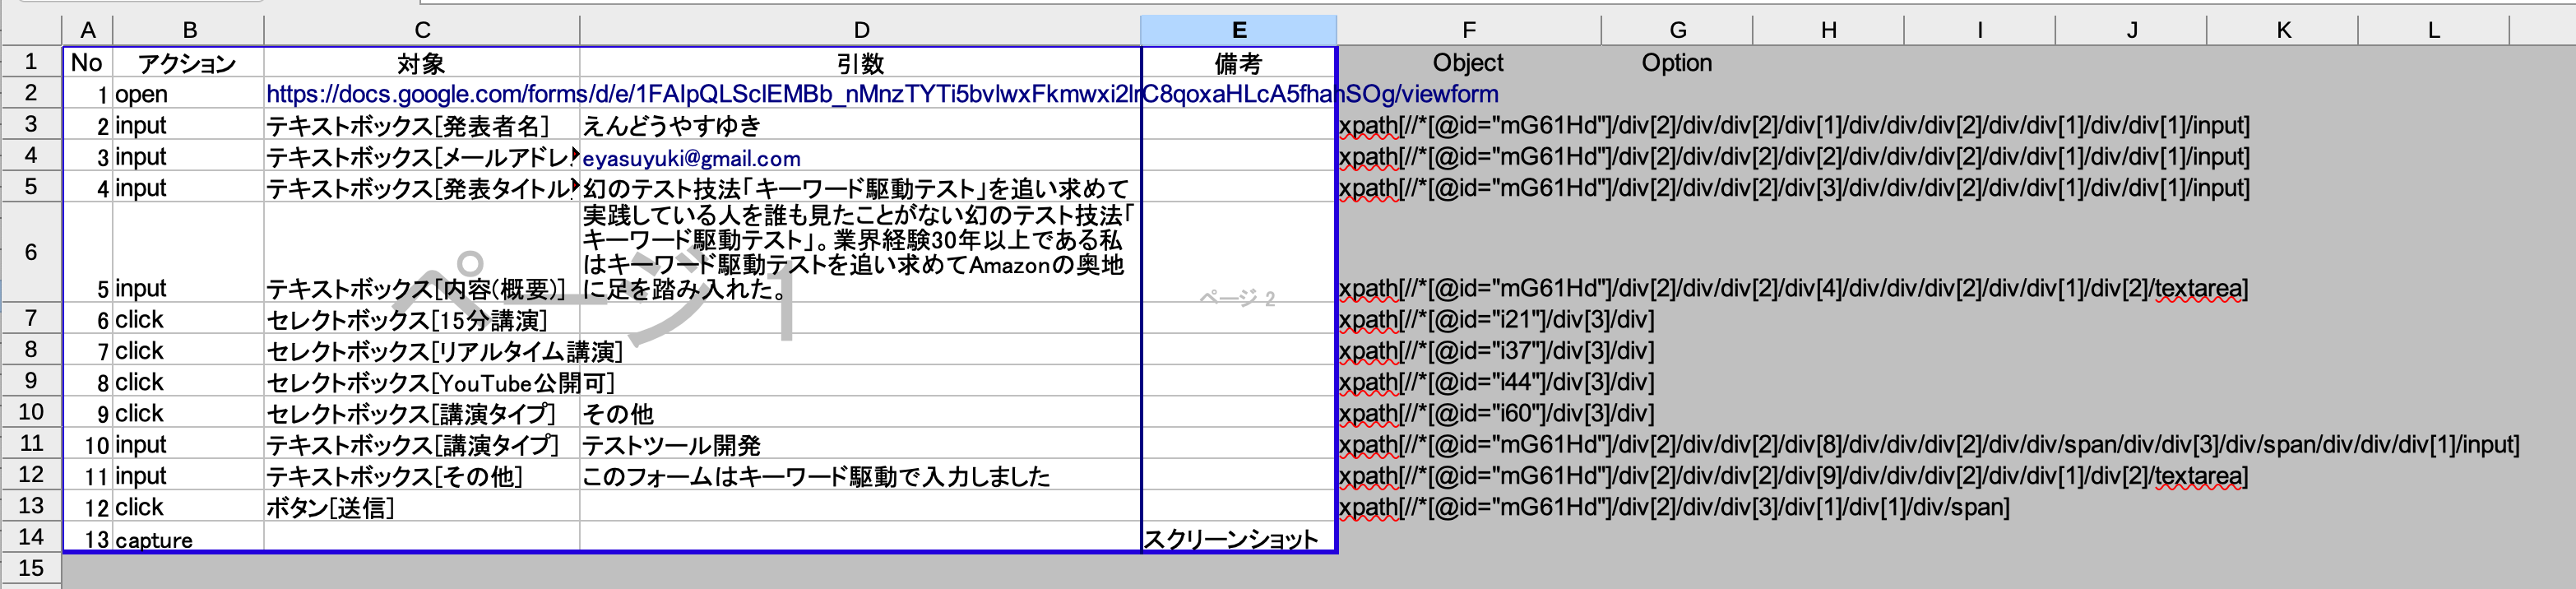 A B C D E F G H I J K L
1 No アクション 対象 引数 備考 Object Option
2 1 open https://docs.google.com/forms/d/e/1FAIpQLSclEMBb_nMnzTYTi5bvlwxFkmwxi2lrC8qoxaHLcA5fhahSOg/viewform
3 2 input テキストボックス[発表者名] えんどうやすゆき xpath[//*[@id="mG61Hd"]/div[2]/div/div[2]/div[1]/div/div/div[2]/div/div[1]/div/div[1]/input]
4 3 input テキストボックス[メールアドレ eyasuyuki@gmail.com xpath[//*[@id="mG61Hd"]/div[2]/div/div[2]/div[2]/div/div/div[2]/div/div[1]/div/div[1]/input]
5 4 input テキストボックス[発表タイトル 幻のテスト技法「キーワード駆動テスト」を追い求めて xpath[//*[@id="mG61Hd"]/div[2]/div/div[2]/div[3]/div/div/div[2]/div/div[1]/div/div[1]/input]
実践している人を誰も見たことがない幻のテスト技法「
キーワード駆動テスト」。業界経験30年以上である私
はキーワード駆動テストを追い求めてAmazonの奥地
6 5 input テキストボックス[内容(概要)] に足を踏み入れた。 xpath[//*[@id="mG61Hd"]/div[2]/div/div[2]/div[4]/div/div/div[2]/div/div[1]/div[2]/textarea]
ページ 1
ページ 2
7 6 click セレクトボックス[15分講演] xpath[//*[@id="i21"]/div[3]/div]
8 7 click セレクトボックス[リアルタイム講演] xpath[//*[@id="i37"]/div[3]/div]
9 8 click セレクトボックス[YouTube公開可] xpath[//*[@id="i44"]/div[3]/div]
10 9 click セレクトボックス[講演タイプ] その他 xpath[//*[@id="i60"]/div[3]/div]
11 10 input テキストボックス[講演タイプ] テストツール開発 xpath[//*[@id="mG61Hd"]/div[2]/div/div[2]/div[8]/div/div/div[2]/div/div/span/div/div[3]/div/span/div/div/div[1]/input]
12 11 input テキストボックス[その他] このフォームはキーワード駆動で入力しました xpath[//*[@id="mG61Hd"]/div[2]/div/div[2]/div[9]/div/div/div[2]/div/div[1]/div[2]/textarea]
13 12 click ボタン[送信] xpath[//*[@id="mG61Hd"]/div[2]/div/div[3]/div[1]/div[1]/div/span]
14 13 capture スクリーンショット
15